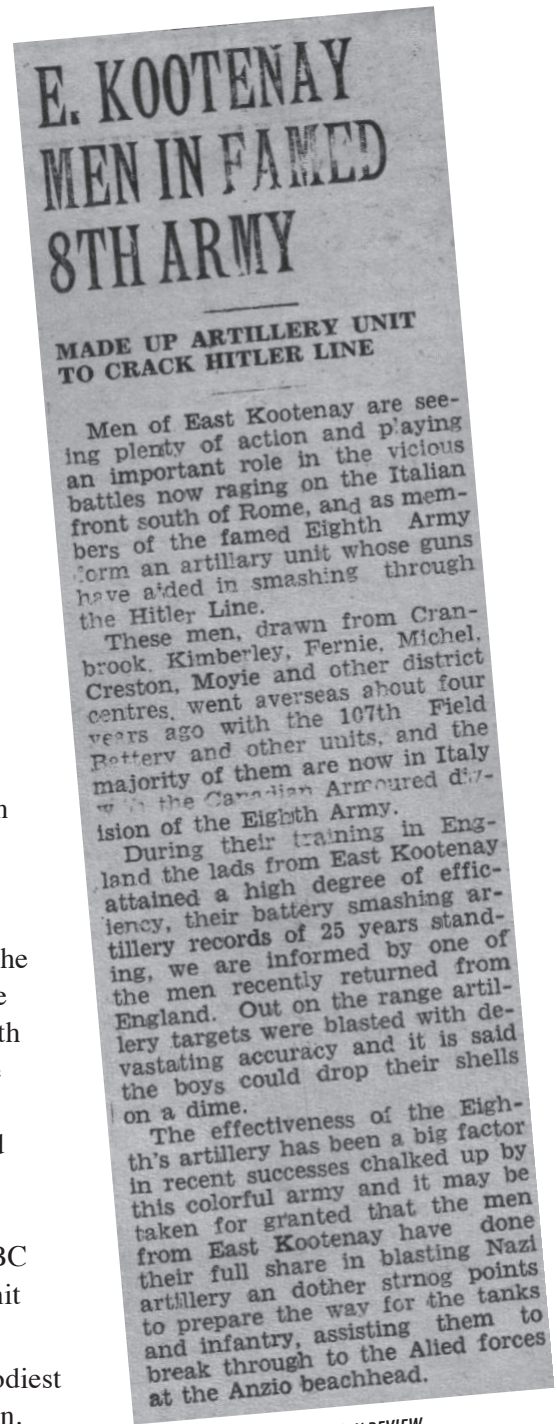 E. KOOTENAY
MEN IN FAMED
8TH ARMY
MADE UP ARTILLERY UNIT
TO CRACK HITLER LINE
Men of East Kootenay are see-
ing plenty of action and playing
an important role in the vicious
battles now raging on the Italian
front south of Rome, and as mem-
bers of the famed Eighth Army
form an artillary unit whose guns
have aided in smashing through
the Hitler Line.
These men, drawn from Cran-
brook, Kimberley, Fernie, Michel,
Creston, Moyie and other district
centres, went averseas about four
years ago with the 107th Field
Battery and other units, and the
majority of them are now in Italy
with the Canadian Armoured div-
ision of the Eighth Army.
During their training in Eng-
land the lads from East Kootenay
attained a high degree of effic-
iency, their battery smashing ar-
tillery records of 25 years stand-
ing, we are informed by one of
the men recently returned from
England. Out on the range artil-
lery targets were blasted with de-
vastating accuracy and it is said
the boys could drop their shells
on a dime.
The effectiveness of the Eigh-
th's artillery has been a big factor
in recent successes chalked up by
this colorful army and it may be
taken for granted that the men
from East Kootenay have done
their full share in blasting Nazi
artillery an dother strnog points
to prepare the way for the tanks
and infantry, assisting them to
break through to the Allied forces
at the Anzio beachhead.
BC
REVIEW